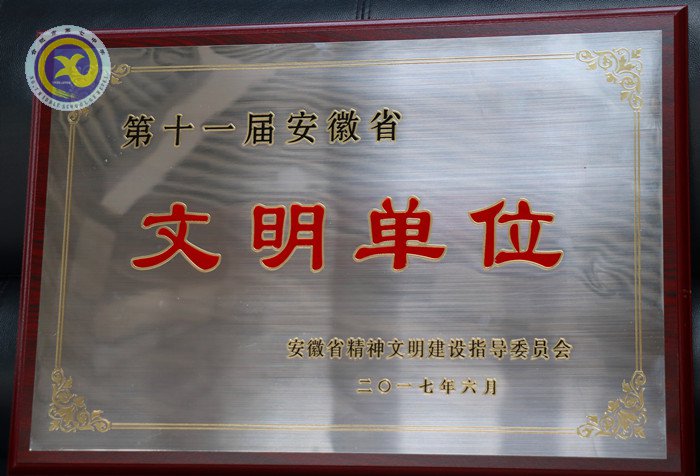 第十一届安徽省
文明单位
安徽省精神文明建设指导委员会
二〇一七年六月